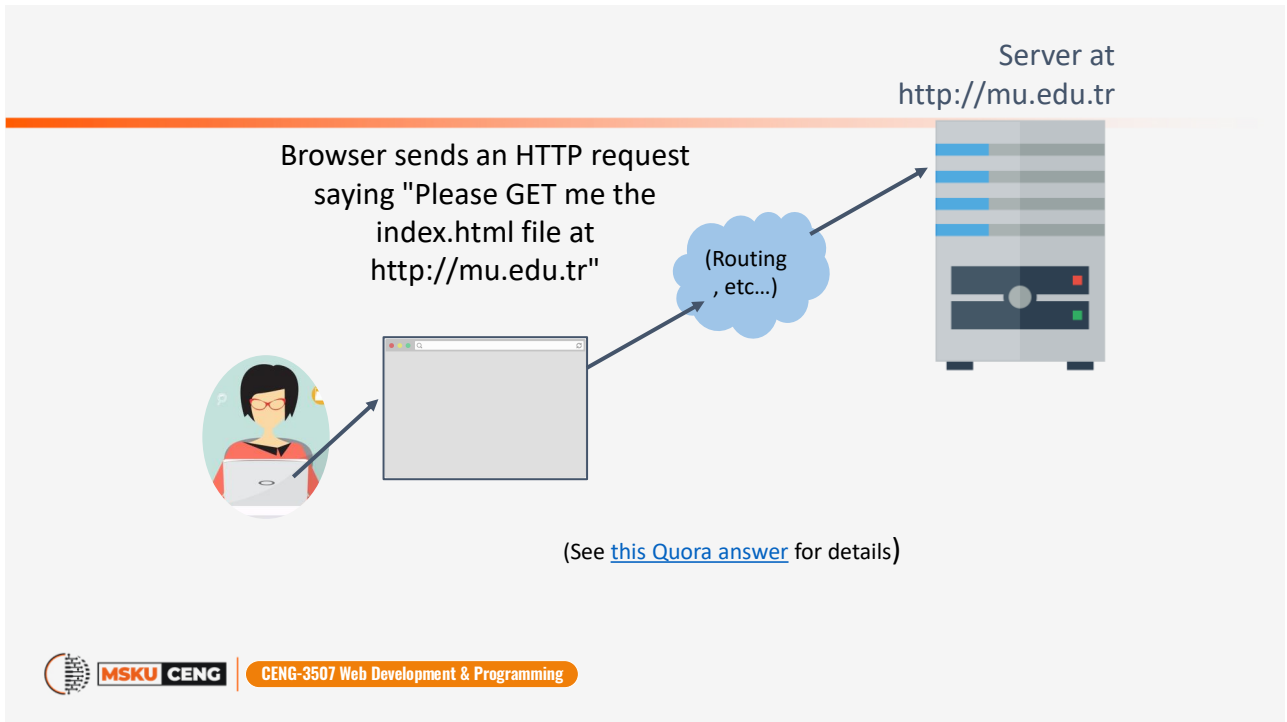 Server at
http://mu.edu.tr
Browser sends an HTTP request
saying "Please GET me the
index.html file at
http://mu.edu.tr"
(Routing
, etc…)
(See this Quora answer for details)
MSKU CENG
CENG-3507 Web Development & Programming